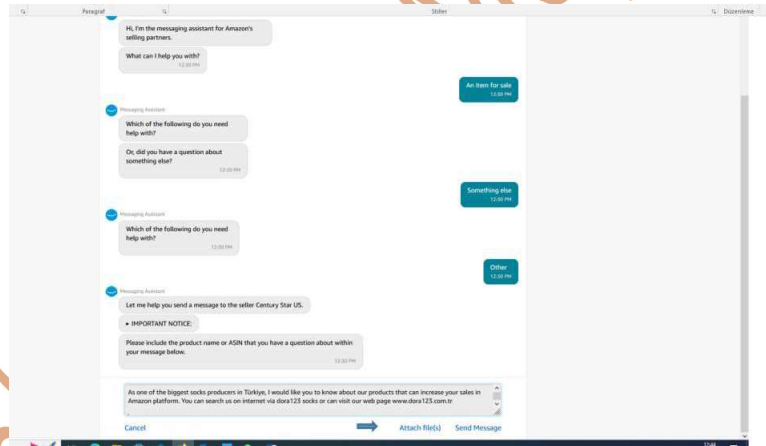 Paragraf
Stiller
Düzenleme
Hi, I'm the messaging assistant for Amazon's
selling partners.
What can I help you with?
12:30 PM
An item for sale
12:30 PM
Messaging Assistant
Which of the following do you need
help with?
Or, did you have a question about
something else?
12:30 PM
Something else
12:30 PM
Messaging Assistant
Which of the following do you need
help with?
12:30 PM
Other
12:30 PM
Messaging Assistant
Let me help you send a message to the seller Century Star US.
▸ IMPORTANT NOTICE:
Please include the product name or ASIN that you have a question about within
your message below.
12:30 PM
As one of the biggest socks producers in Türkiye, I would like you to know about our products that can increase your sales in
Amazon platform. You can search us on internet via dora123 socks or can visit our web page www.dora123.com.tr
Cancel
Attach file(s)
Send Message